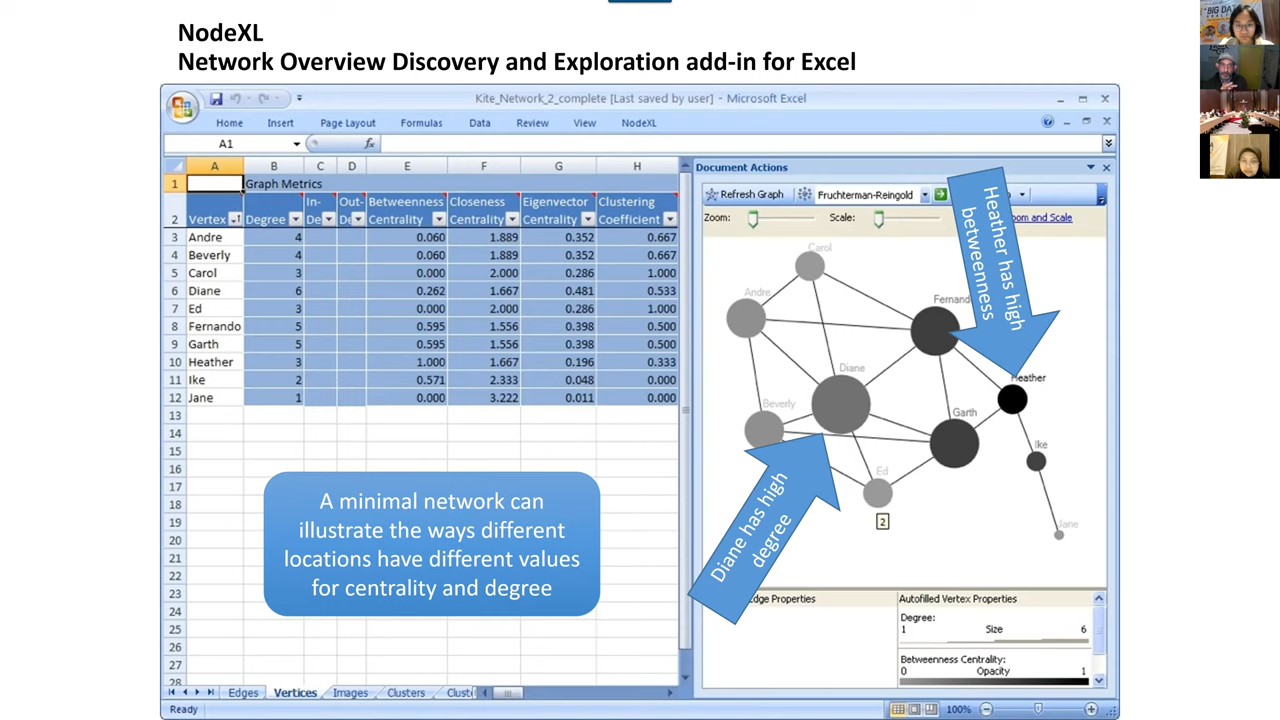 NodeXL
Network Overview Discovery and Exploration add-in for Excel
Kite_Network_2_complete [Last saved by user] - Microsoft Excel
Home Insert Page Layout Formulas Data Review View NodeXL
A1 fx
A B C D E F G H
1 Graph Metrics
2 Vertex Degree In-De Out-De Betweenness Centrality Closeness Centrality Eigenvector Centrality Clustering Coefficient
3 Andre 4 0.060 1.889 0.352 0.667
4 Beverly 4 0.060 1.889 0.352 0.667
5 Carol 3 0.000 2.000 0.286 1.000
6 Diane 6 0.262 1.667 0.481 0.533
7 Ed 3 0.000 2.000 0.286 1.000
8 Fernando 5 0.595 1.556 0.398 0.500
9 Garth 5 0.595 1.556 0.398 0.500
10 Heather 3 1.000 1.667 0.196 0.333
11 Ike 2 0.571 2.333 0.048 0.000
12 Jane 1 0.000 3.222 0.011 0.000
13
14
15
16
17
18
19
20
21
22
23
24
25
26
27
28
A minimal network can
illustrate the ways different
locations have different values
for centrality and degree
Edges Vertices Images Clusters Clust
Ready 100%
Document Actions
Refresh Graph Fruchterman-Reingold
Zoom: Scale: oom and Scale
Carol
Andre
Fernand
Diane
Heather
Beverly
Garth
Ike
Ed
2
Jane
Heather has high
betweenness
Diane has high
degree
dge Properties
Autofilled Vertex Properties
Degree:
1 Size 6
Betweenness Centrality:
0 Opacity 1
BIG DA